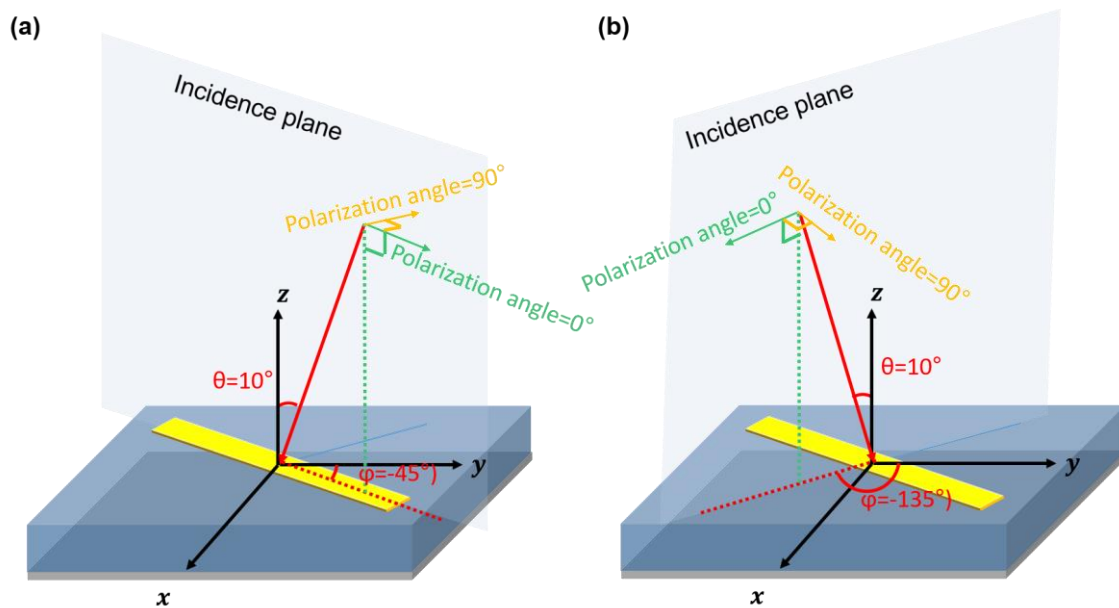 (a)
Incidence plane
Polarization angle=90°
Polarization angle=0°
z
θ=10°
φ=-45°)
y
x
(b)
Incidence plane
Polarization angle=0°
Polarization angle=90°
z
θ=10°
φ=-135°)
y
x